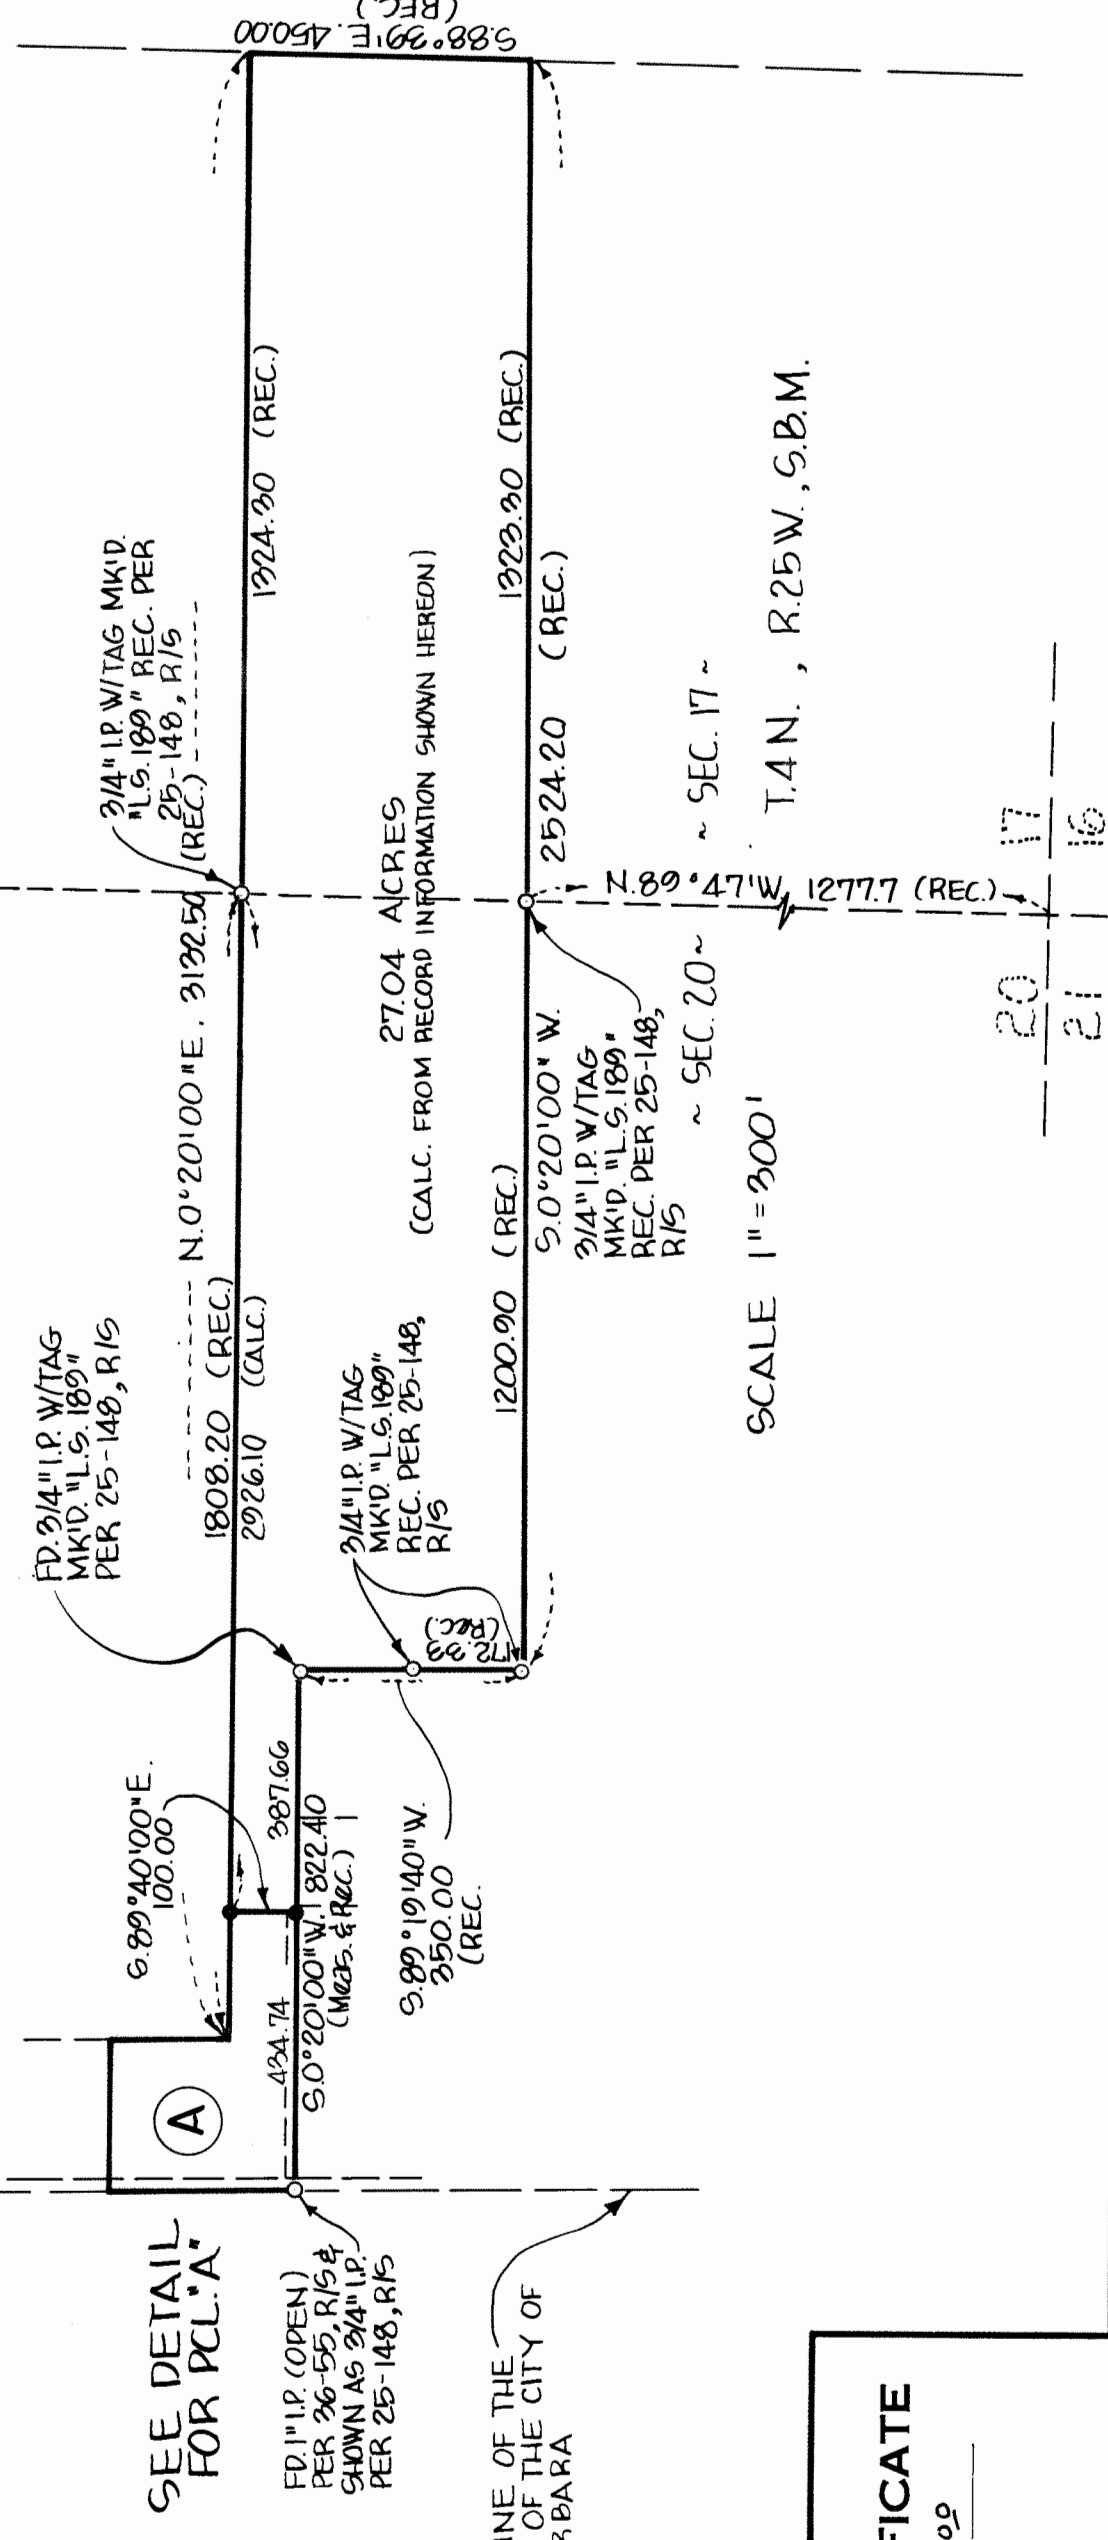 S.88°39'E. 450.00
(REC.)
3/4" I.P. W/TAG MK'D.
"L.S. 189" REC. PER
25-148, R/S
N.0°20'00"E. 3132.50 (REC.)
1324.30 (REC.)
1808.20 (REC.)
2926.10 (CALC.)
27.04 ACRES
(CALC. FROM RECORD INFORMATION SHOWN HEREON)
1323.30 (REC.)
2524.20 (REC.)
1200.90 (REC.)
S.0°20'00" W.
3/4" I.P. W/TAG
MK'D. "L.S. 189"
REC. PER 25-148,
R/S
N.89°47'W. 1277.7 (REC.)
~ SEC. 17 ~
~ SEC. 20 ~
T.4 N. , R.25 W., S.B.M.
20 17
21 16
SCALE 1" = 300'
FD. 3/4" I.P. W/TAG
MK'D. "L.S. 189"
PER 25-148, R/S
3/4" I.P. W/TAG
MK'D. "L.S. 189"
REC. PER 25-148,
R/S
172.33
(Rec.)
S.89°40'00"E.
100.00
387.66
434.74
S.0°20'00"W. 822.40
(Meas. & Rec.)
S.89°19'40"W.
350.00
(REC.
A
SEE DETAIL
FOR PCL. "A"
FD. 1" I.P. (OPEN)
PER 36-55, R/S &
SHOWN AS 3/4" I.P.
PER 25-148, R/S
INE OF THE
OF THE CITY OF
RBARA
FICATE